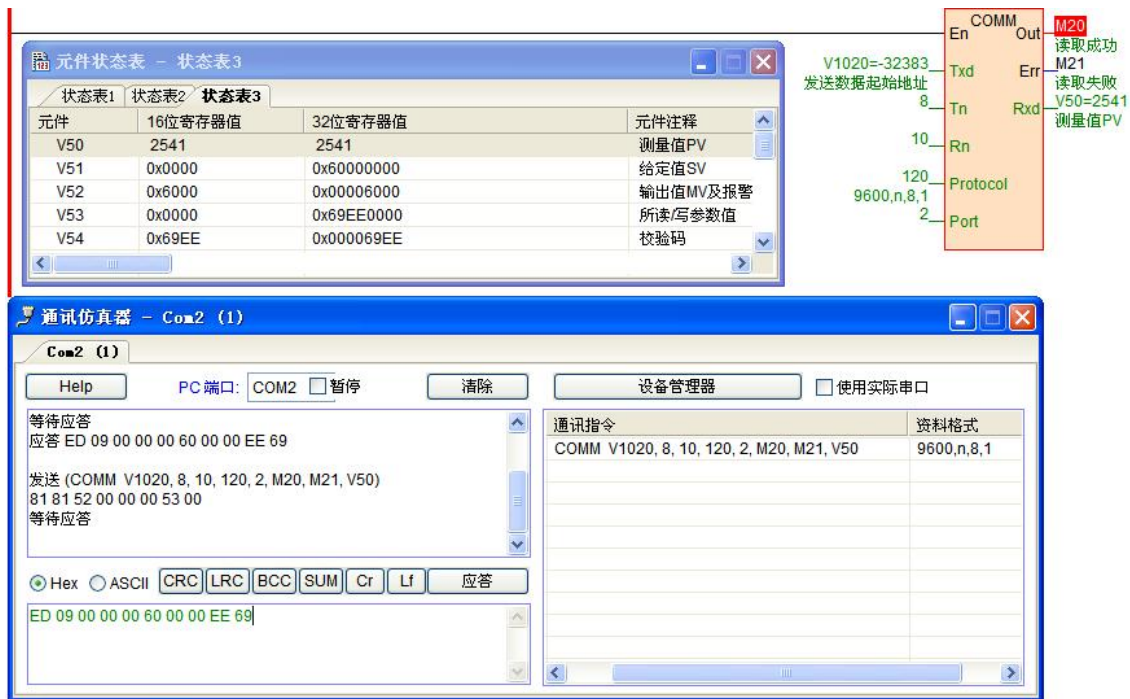 COMM
En Out M20
读取成功
V1020=-32383 Txd Err M21
发送数据起始地址 读取失败
8 Tn Rxd V50=2541
测量值PV
10 Rn
120 Protocol
9600,n,8,1
2 Port
元件状态表 - 状态表3
状态表1 状态表2 状态表3
元件 16位寄存器值 32位寄存器值 元件注释
V50 2541 2541 测量值PV
V51 0x0000 0x60000000 给定值SV
V52 0x6000 0x00006000 输出值MV及报警
V53 0x0000 0x69EE0000 所读/写参数值
V54 0x69EE 0x000069EE 校验码
通讯仿真器 - Com2 (1)
Com2 (1)
Help PC端口: COM2 暂停 清除 设备管理器 使用实际串口
等待应答
应答 ED 09 00 00 00 60 00 00 EE 69
发送 (COMM V1020, 8, 10, 120, 2, M20, M21, V50)
81 81 52 00 00 00 53 00
等待应答
Hex ASCII CRC LRC BCC SUM Cr Lf 应答
ED 09 00 00 00 60 00 00 EE 69
通讯指令 资料格式
COMM V1020, 8, 10, 120, 2, M20, M21, V50 9600,n,8,1